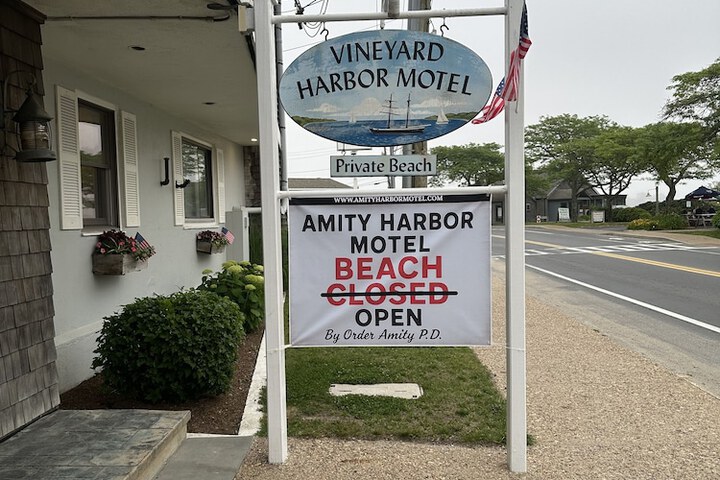 VINEYARD
HARBOR MOTEL
Private Beach
WWW.AMITYHARBORMOTEL.COM
AMITY HARBOR
MOTEL
BEACH
CLOSED
OPEN
By Order Amity P.D.